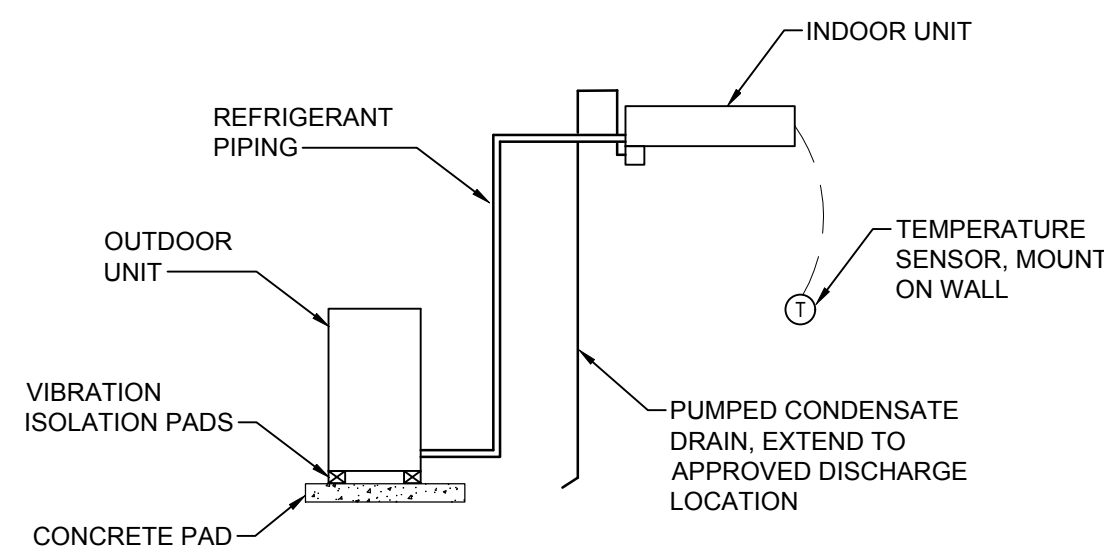 INDOOR UNIT
REFRIGERANT
PIPING
OUTDOOR
UNIT
TEMPERATURE
SENSOR, MOUNT
ON WALL
T
VIBRATION
ISOLATION PADS
PUMPED CONDENSATE
DRAIN, EXTEND TO
APPROVED DISCHARGE
LOCATION
CONCRETE PAD